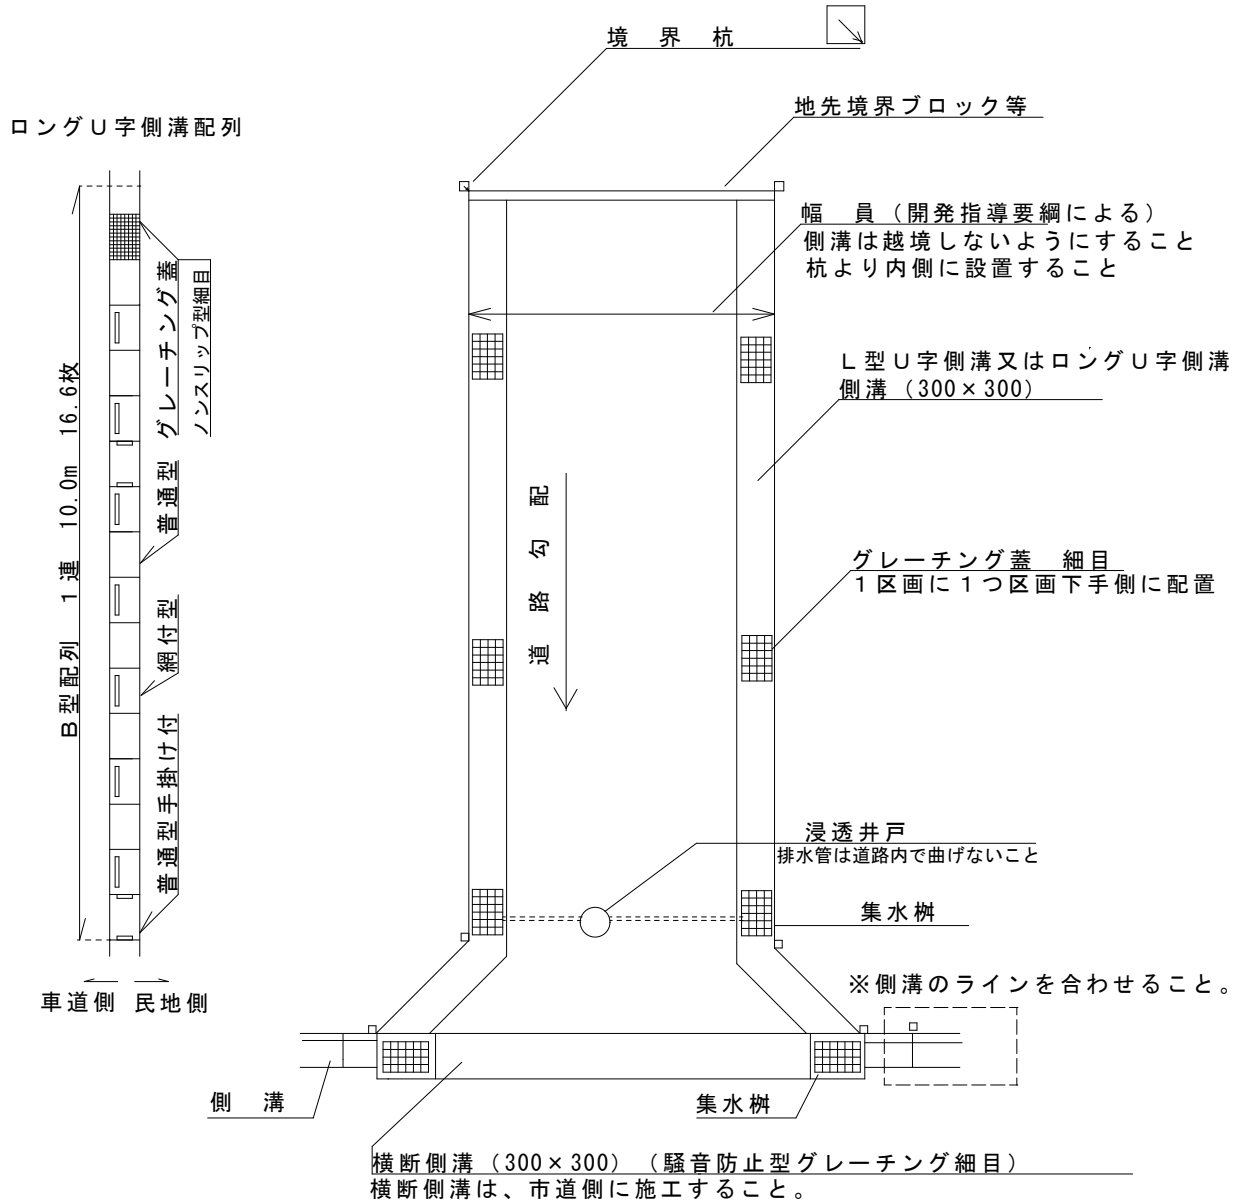 境　界　杭
地先境界ブロック等
ロングＵ字側溝配列
幅　員（開発指導要綱による）
側溝は越境しないようにすること
杭より内側に設置すること
グレーチング蓋
ノンスリップ型細目
Ｌ型Ｕ字側溝又はロングＵ字側溝
側溝（300×300）
Ｂ型配列　１連　10.0m　16.6枚
普通型
道路勾配
グレーチング蓋　細目
１区画に１つ区画下手側に配置
網付型
普通型手掛け付
浸透井戸
排水管は道路内で曲げないこと
集水桝
車道側　民地側
※側溝のラインを合わせること。
側　溝
集水桝
横断側溝（300×300）（騒音防止型グレーチング細目）
横断側溝は、市道側に施工すること。